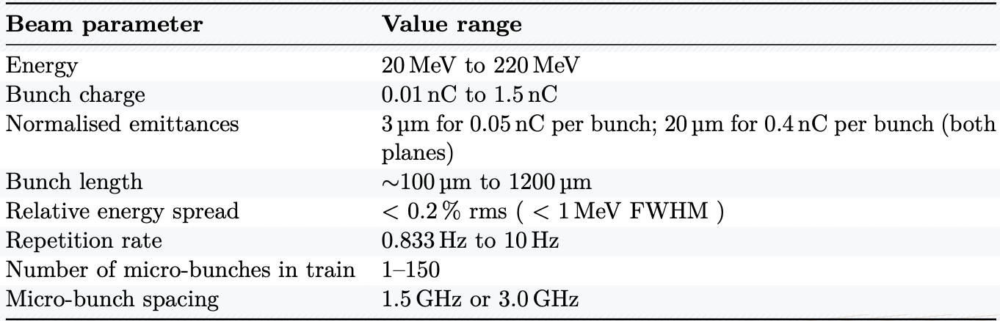 Beam parameter Value range
Energy 20 MeV to 220 MeV
Bunch charge 0.01 nC to 1.5 nC
Normalised emittances 3 µm for 0.05 nC per bunch; 20 µm for 0.4 nC per bunch (both
planes)
Bunch length ~100 µm to 1200 µm
Relative energy spread < 0.2 % rms ( < 1 MeV FWHM )
Repetition rate 0.833 Hz to 10 Hz
Number of micro-bunches in train 1–150
Micro-bunch spacing 1.5 GHz or 3.0 GHz